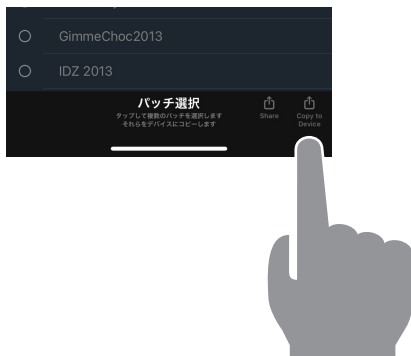 GimmeChoc2013
IDZ 2013
パッチ選択
タップして複数のパッチを選択します
それらをデバイスにコピーします
Share
Copy to
Device